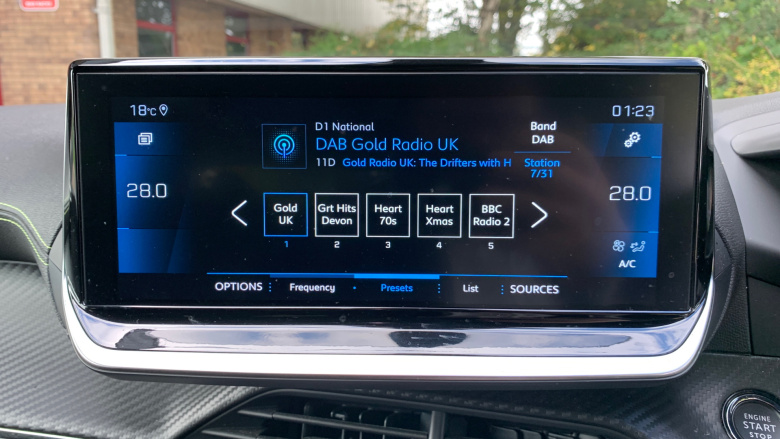 18°C
01:23
D1 National
DAB Gold Radio UK
11D Gold Radio UK: The Drifters with H
Band
DAB
Station
7/31
28.0
28.0
Gold
UK
1
Grt Hits
Devon
2
Heart
70s
3
Heart
Xmas
4
BBC
Radio 2
5
A/C
OPTIONS
Frequency
Presets
List
SOURCES
ENGINE
START
STOP